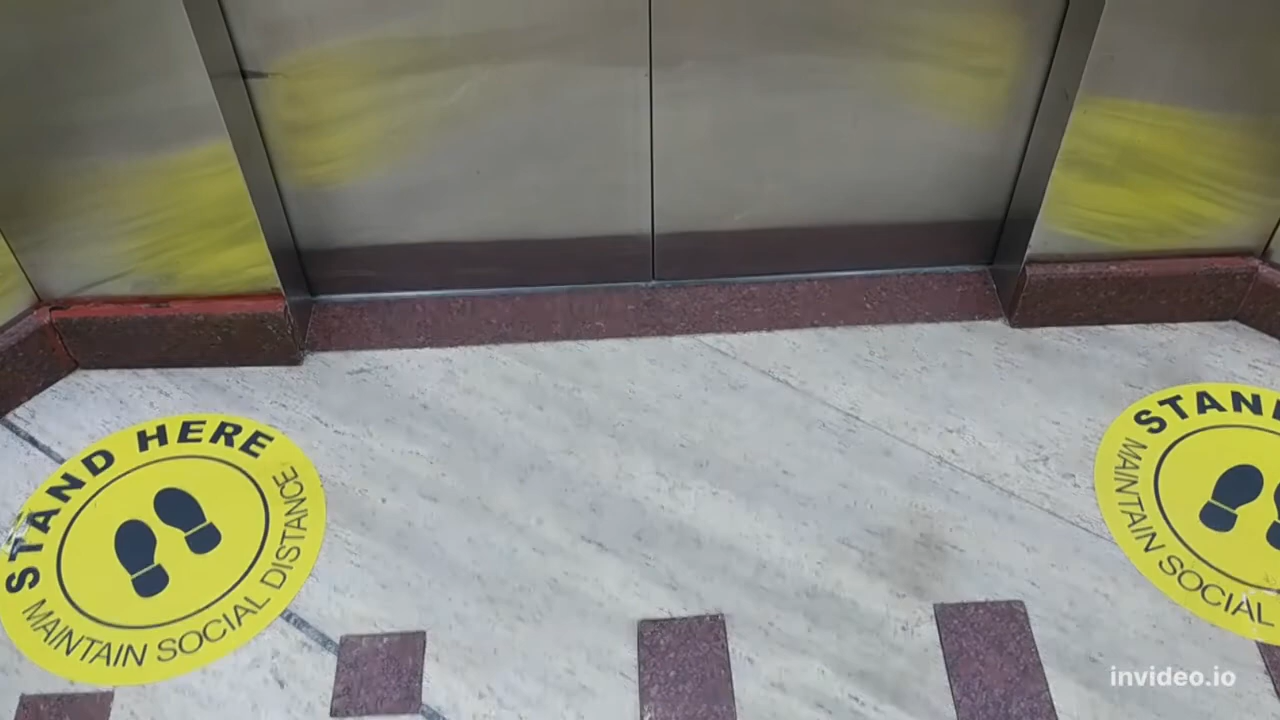 STAND HERE
MAINTAIN SOCIAL DISTANCE
STAN
MAINTAIN SOCIAL
invideo.io